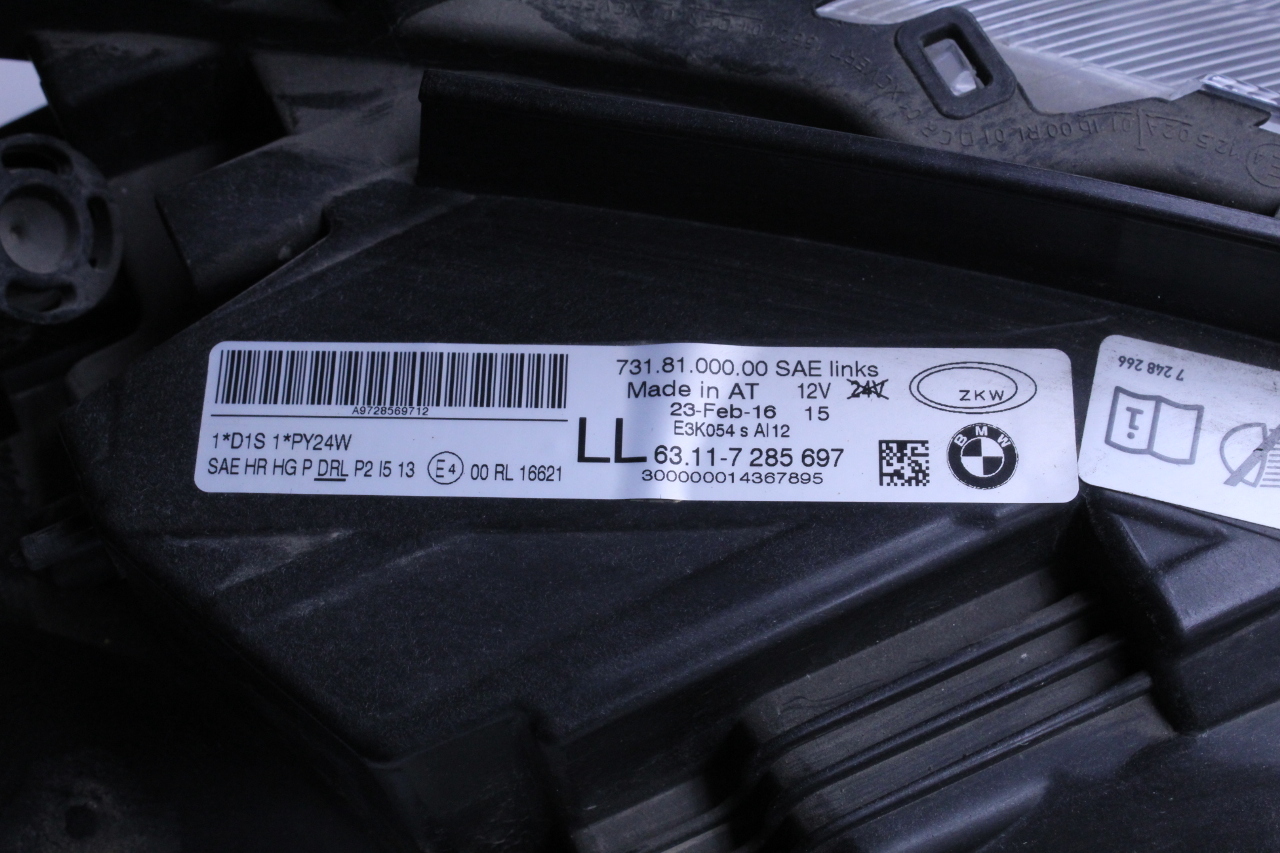 A9728569712
1*D1S 1*PY24W
SAE HR HG P DRL P2 I5 13 E4 00 RL 16621
731.81.000.00 SAE links
Made in AT 12V 24V
23-Feb-16 15
E3K054 s AI12
LL 63.11-7 285 697
300000014367895
ZKW
BMW
7 248 266